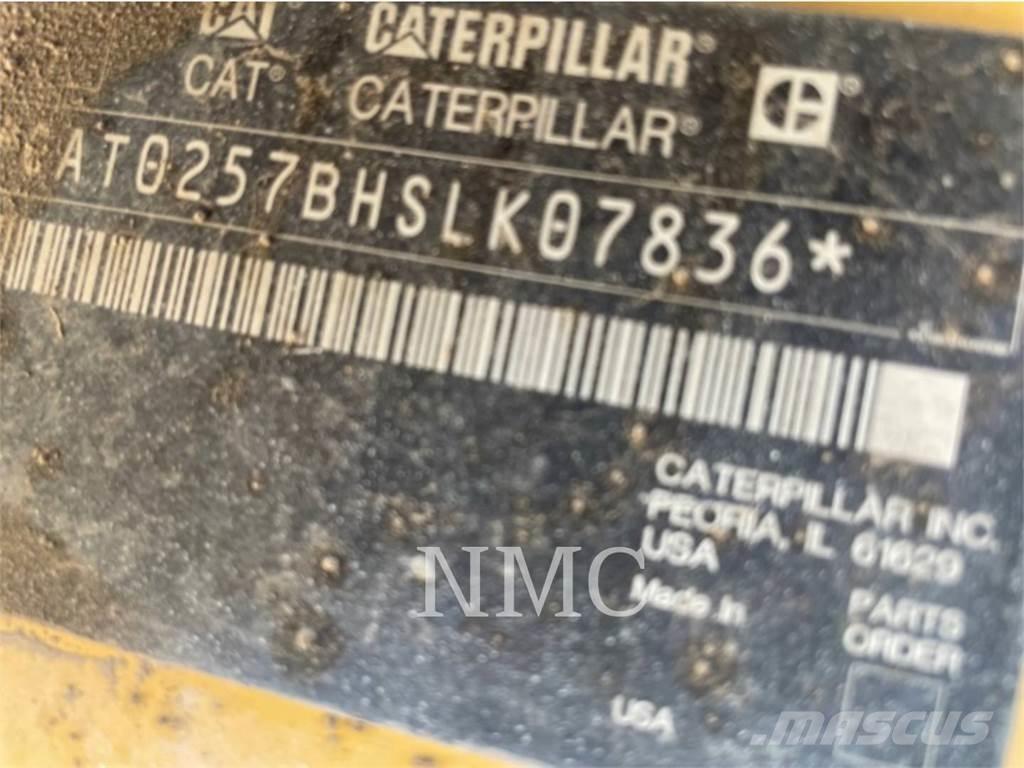 CAT CATERPILLAR®
CAT® CATERPILLAR®
AT0257BHSLK07836*
CATERPILLAR INC.
PEORIA, IL 61629
USA
NMC
Made in
PARTS
ORDER
USA
MASCUS